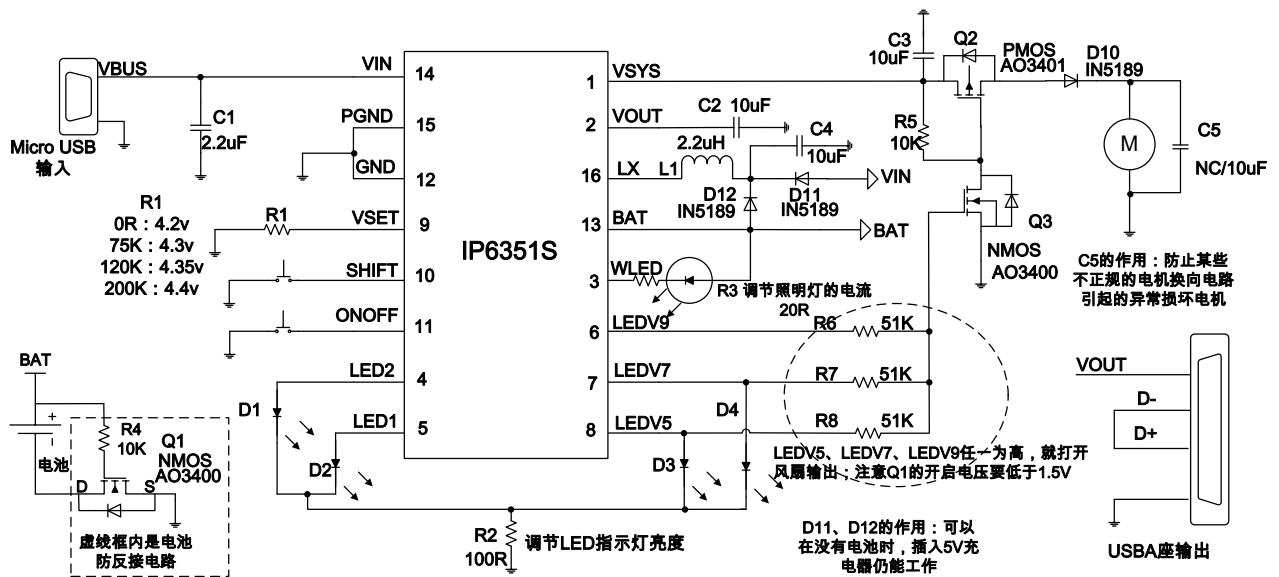 VBUS
Micro USB
输入
C1
2.2uF
VIN
14
PGND
15
GND
12
VSET
9
SHIFT
10
ONOFF
11
LED2
4
LED1
5
R1
0R：4.2v
75K：4.3v
120K：4.35v
200K：4.4v
R1
IP6351S
1
VSYS
2
VOUT
16
LX
13
BAT
3
WLED
6
LEDV9
7
LEDV7
8
LEDV5
C2 10uF
2.2uH
L1
C4
10uF
VIN
D12
IN5189
D11
IN5189
BAT
R3 调节照明灯的电流
20R
C3
10uF
Q2
PMOS
AO3401
D10
IN5189
R5
10K
M
C5
NC/10uF
Q3
NMOS
AO3400
C5的作用：防止某些
不正规的电机换向电路
引起的异常损坏电机
R6
51K
R7
51K
R8
51K
LEDV5、LEDV7、LEDV9任一为高，就打开
风扇输出；注意Q1的开启电压要低于1.5V
D1
D2
D3
D4
R2
100R
调节LED指示灯亮度
D11、D12的作用：可以
在没有电池时，插入5V充
电器仍能工作
BAT
+
电池
R4
10K
Q1
NMOS
AO3400
D
S
虚线框内是电池
防反接电路
VOUT
D-
D+
USBA座输出